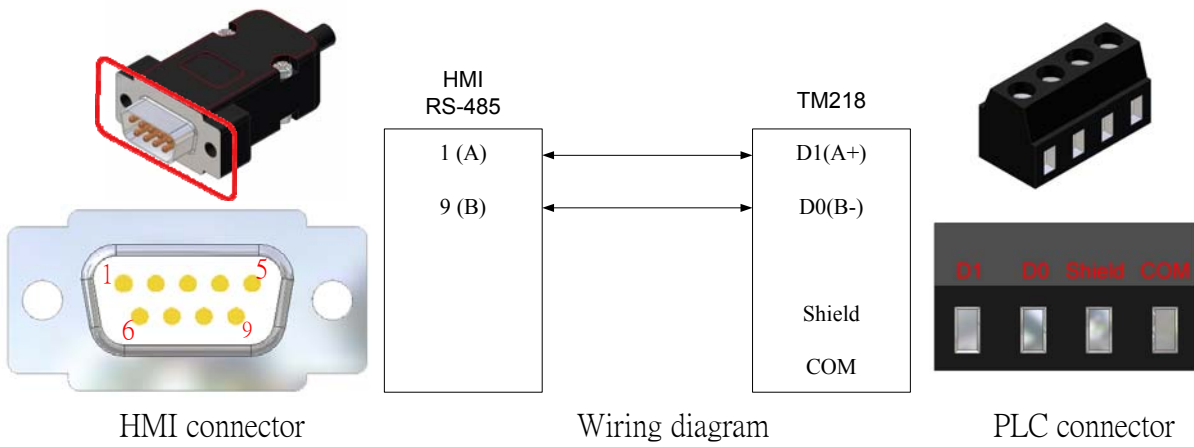 HMI
RS-485
TM218
1 (A)
D1(A+)
9 (B)
D0(B-)
Shield
COM
1
5
6
9
D1 D0 Shield COM
HMI connector
Wiring diagram
PLC connector